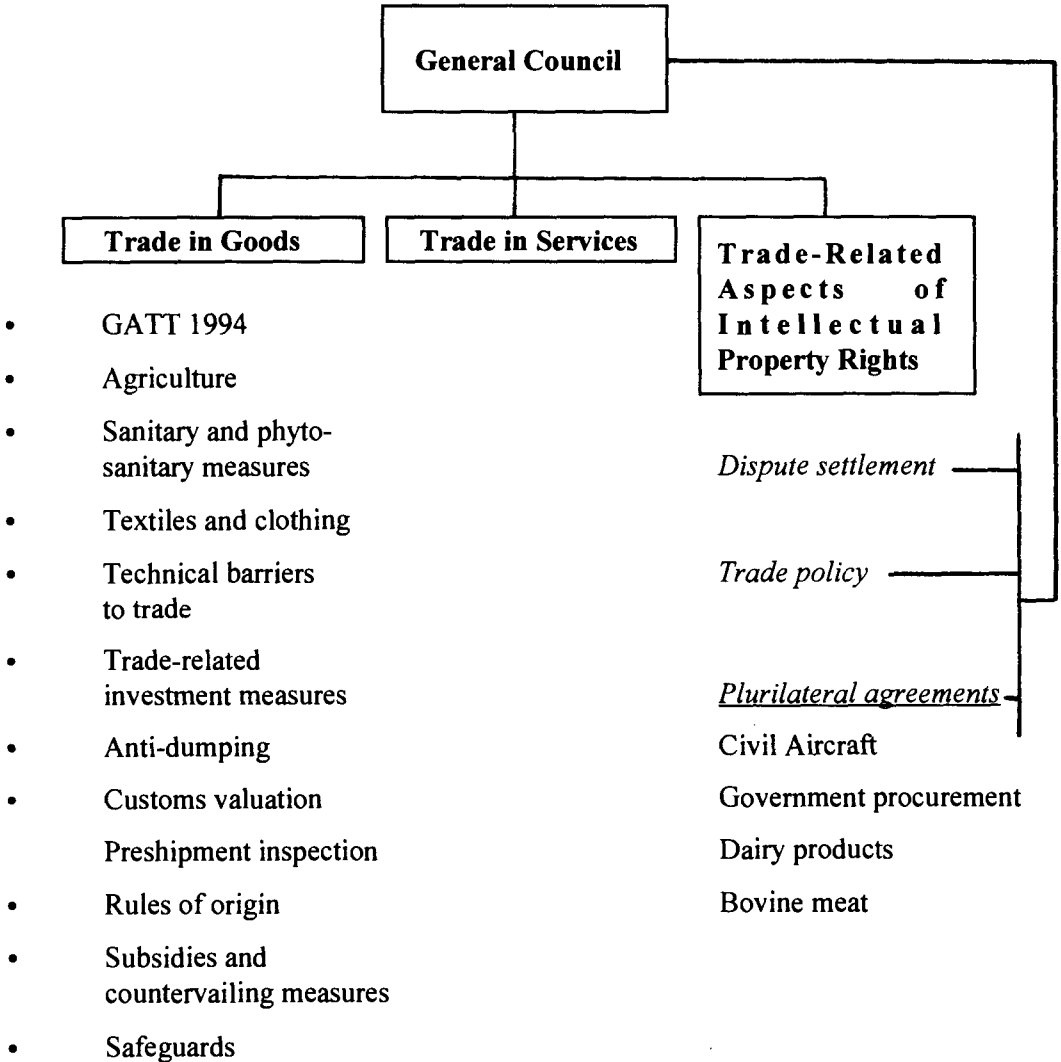 General Council
Trade in Goods
Trade in Services
Trade-Related
Aspects of
Intellectual
Property Rights
• GATT 1994
• Agriculture
• Sanitary and phyto-
sanitary measures
• Textiles and clothing
• Technical barriers
to trade
• Trade-related
investment measures
• Anti-dumping
• Customs valuation
Preshipment inspection
• Rules of origin
• Subsidies and
countervailing measures
• Safeguards
Dispute settlement
Trade policy
Plurilateral agreements
Civil Aircraft
Government procurement
Dairy products
Bovine meat